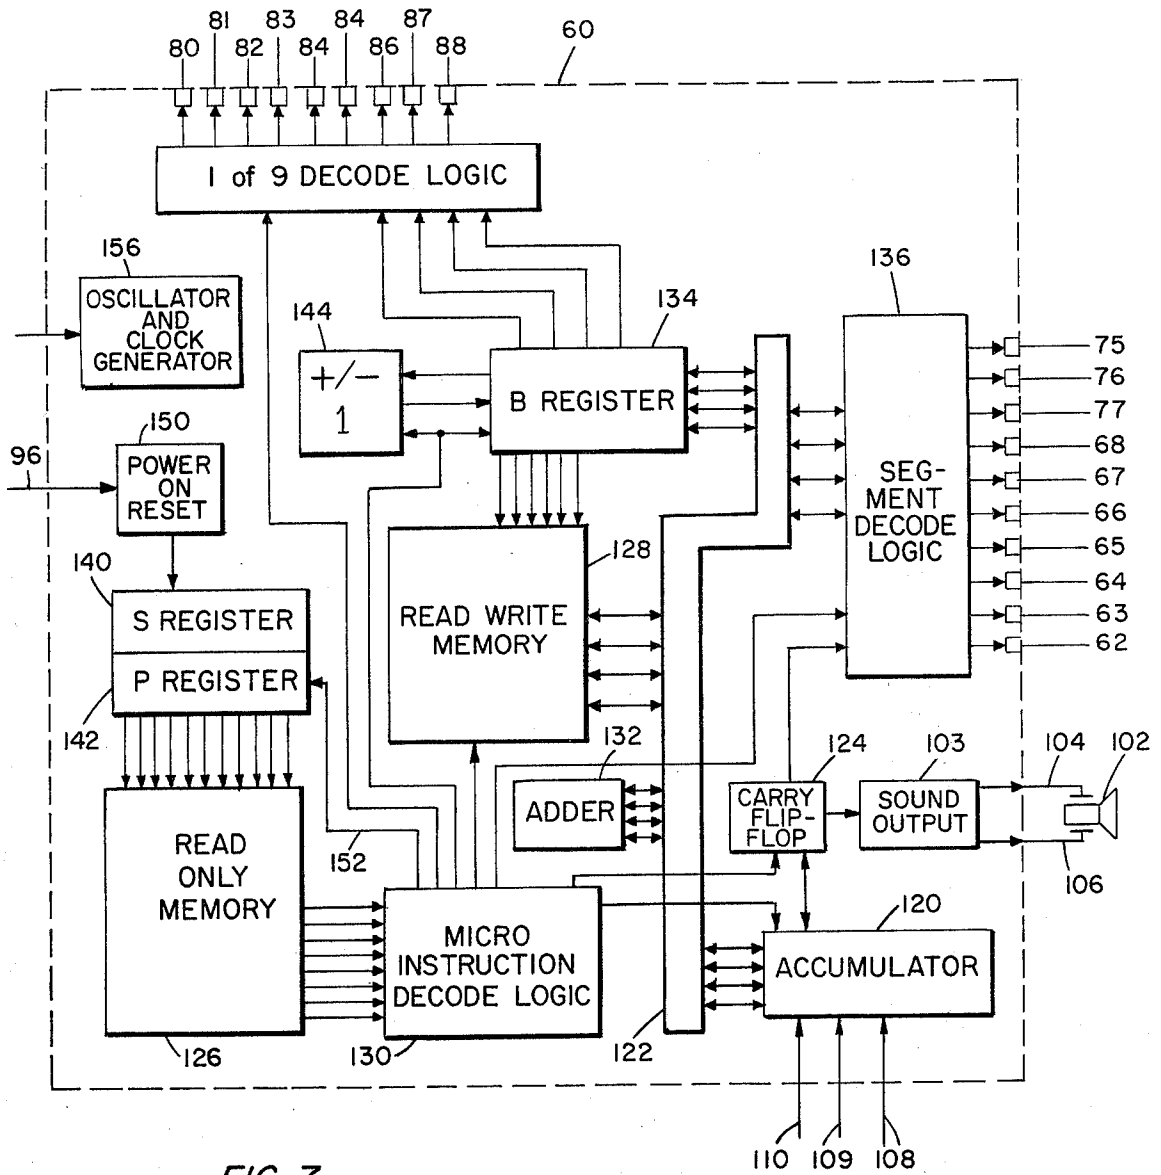 81 83 84 87
80 82 84 86 88
60
1 of 9 DECODE LOGIC
156
OSCILLATOR
AND
CLOCK
GENERATOR
144
+/−
1
134
B REGISTER
136
SEG-
MENT
DECODE
LOGIC
75
76
77
68
67
66
65
64
63
62
96
150
POWER
ON
RESET
140
S REGISTER
P REGISTER
142
128
READ WRITE
MEMORY
132
ADDER
124
CARRY
FLIP-
FLOP
103
SOUND
OUTPUT
104
102
106
152
READ
ONLY
MEMORY
126
MICRO
INSTRUCTION
DECODE LOGIC
130
122
120
ACCUMULATOR
110 109 108
FIG. 3